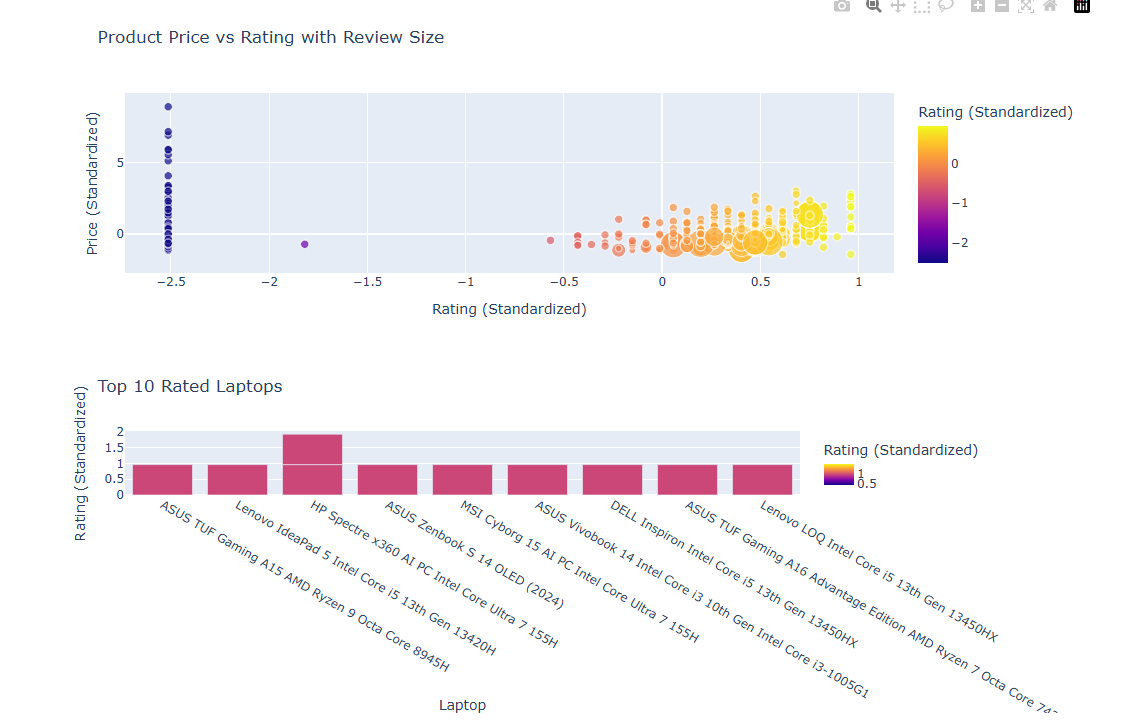 Product Price vs Rating with Review Size
Price (Standardized)
5
0
−2.5
−2
−1.5
−1
−0.5
0
0.5
1
Rating (Standardized)
Rating (Standardized)
0
−1
−2
Top 10 Rated Laptops
Rating (Standardized)
2
1.5
1
0.5
0
ASUS TUF Gaming A15 AMD Ryzen 9 Octa Core 8945H
Lenovo IdeaPad 5 Intel Core i5 13th Gen 13420H
HP Spectre x360 AI PC Intel Core Ultra 7 155H
ASUS Zenbook S 14 OLED (2024)
MSI Cyborg 15 AI PC Intel Core Ultra 7 155H
ASUS Vivobook 14 Intel Core i3 10th Gen Intel Core i3-1005G1
DELL Inspiron Intel Core i5 13th Gen 13450HX
ASUS TUF Gaming A16 Advantage Edition AMD Ryzen 7 Octa Core
Lenovo LOQ Intel Core i5 13th Gen 13450HX
Laptop
Rating (Standardized)
1
0.5